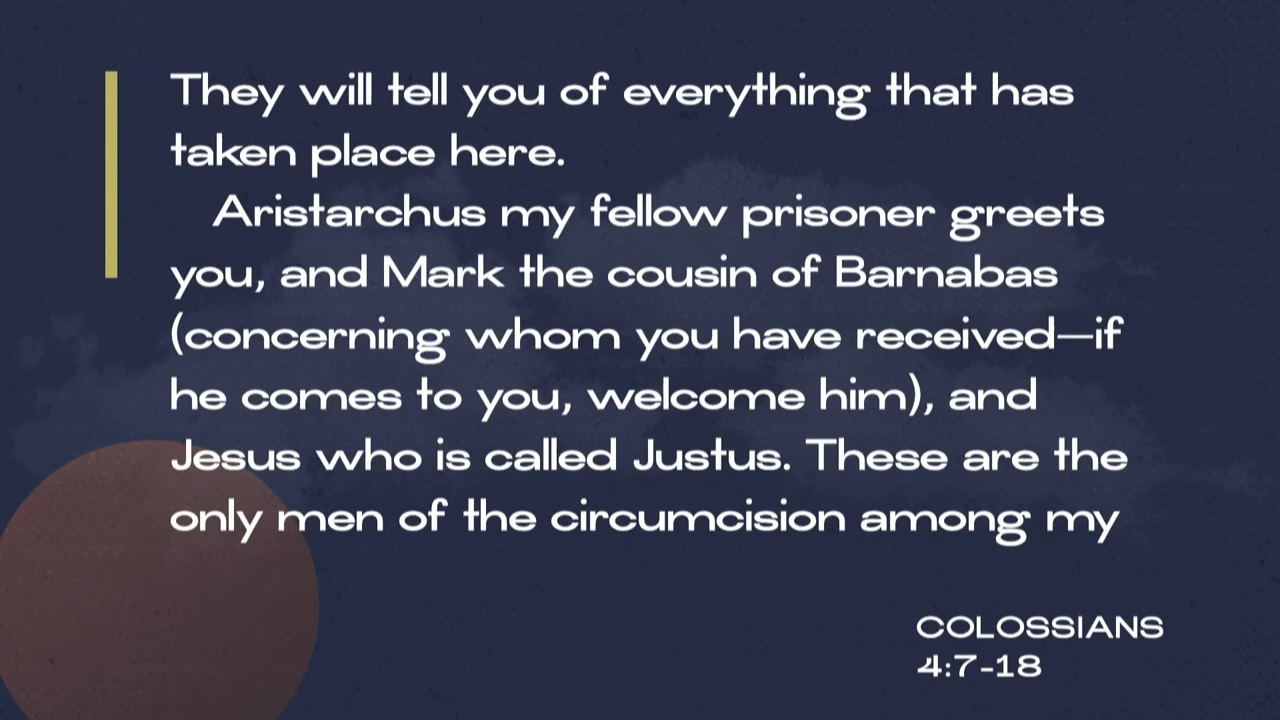 They will tell you of everything that has
taken place here.
Aristarchus my fellow prisoner greets
you, and Mark the cousin of Barnabas
(concerning whom you have received—if
he comes to you, welcome him), and
Jesus who is called Justus. These are the
only men of the circumcision among my
COLOSSIANS
4:7-18